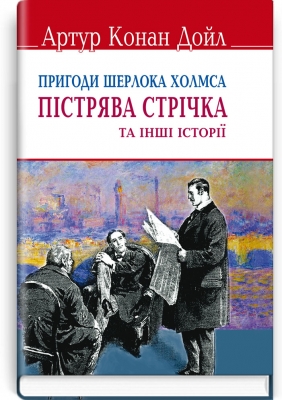 Артур Конан Дойл
ПРИГОДИ ШЕРЛОКА ХОЛМСА
ПІСТРЯВА СТРІЧКА
ТА ІНШІ ІСТОРІЇ